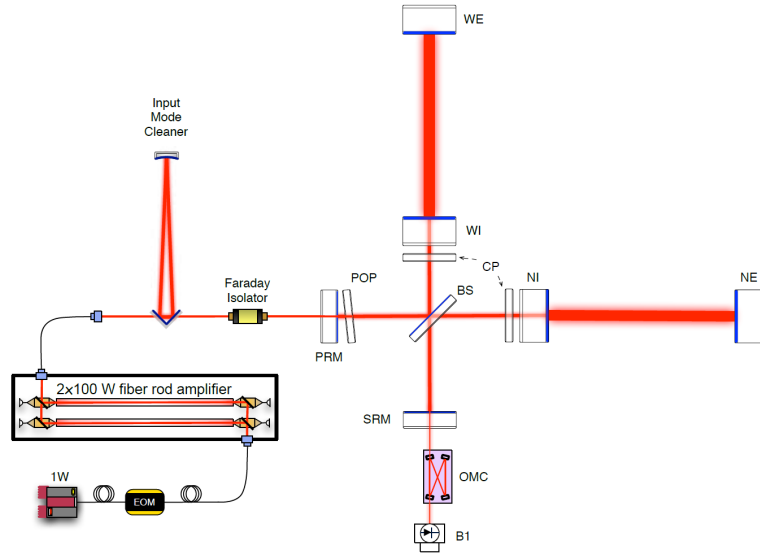 WE
Input
Mode
Cleaner
WI
CP
Faraday
Isolator
POP
BS
NI
NE
PRM
2x100 W fiber rod amplifier
SRM
1W
EOM
OMC
B1